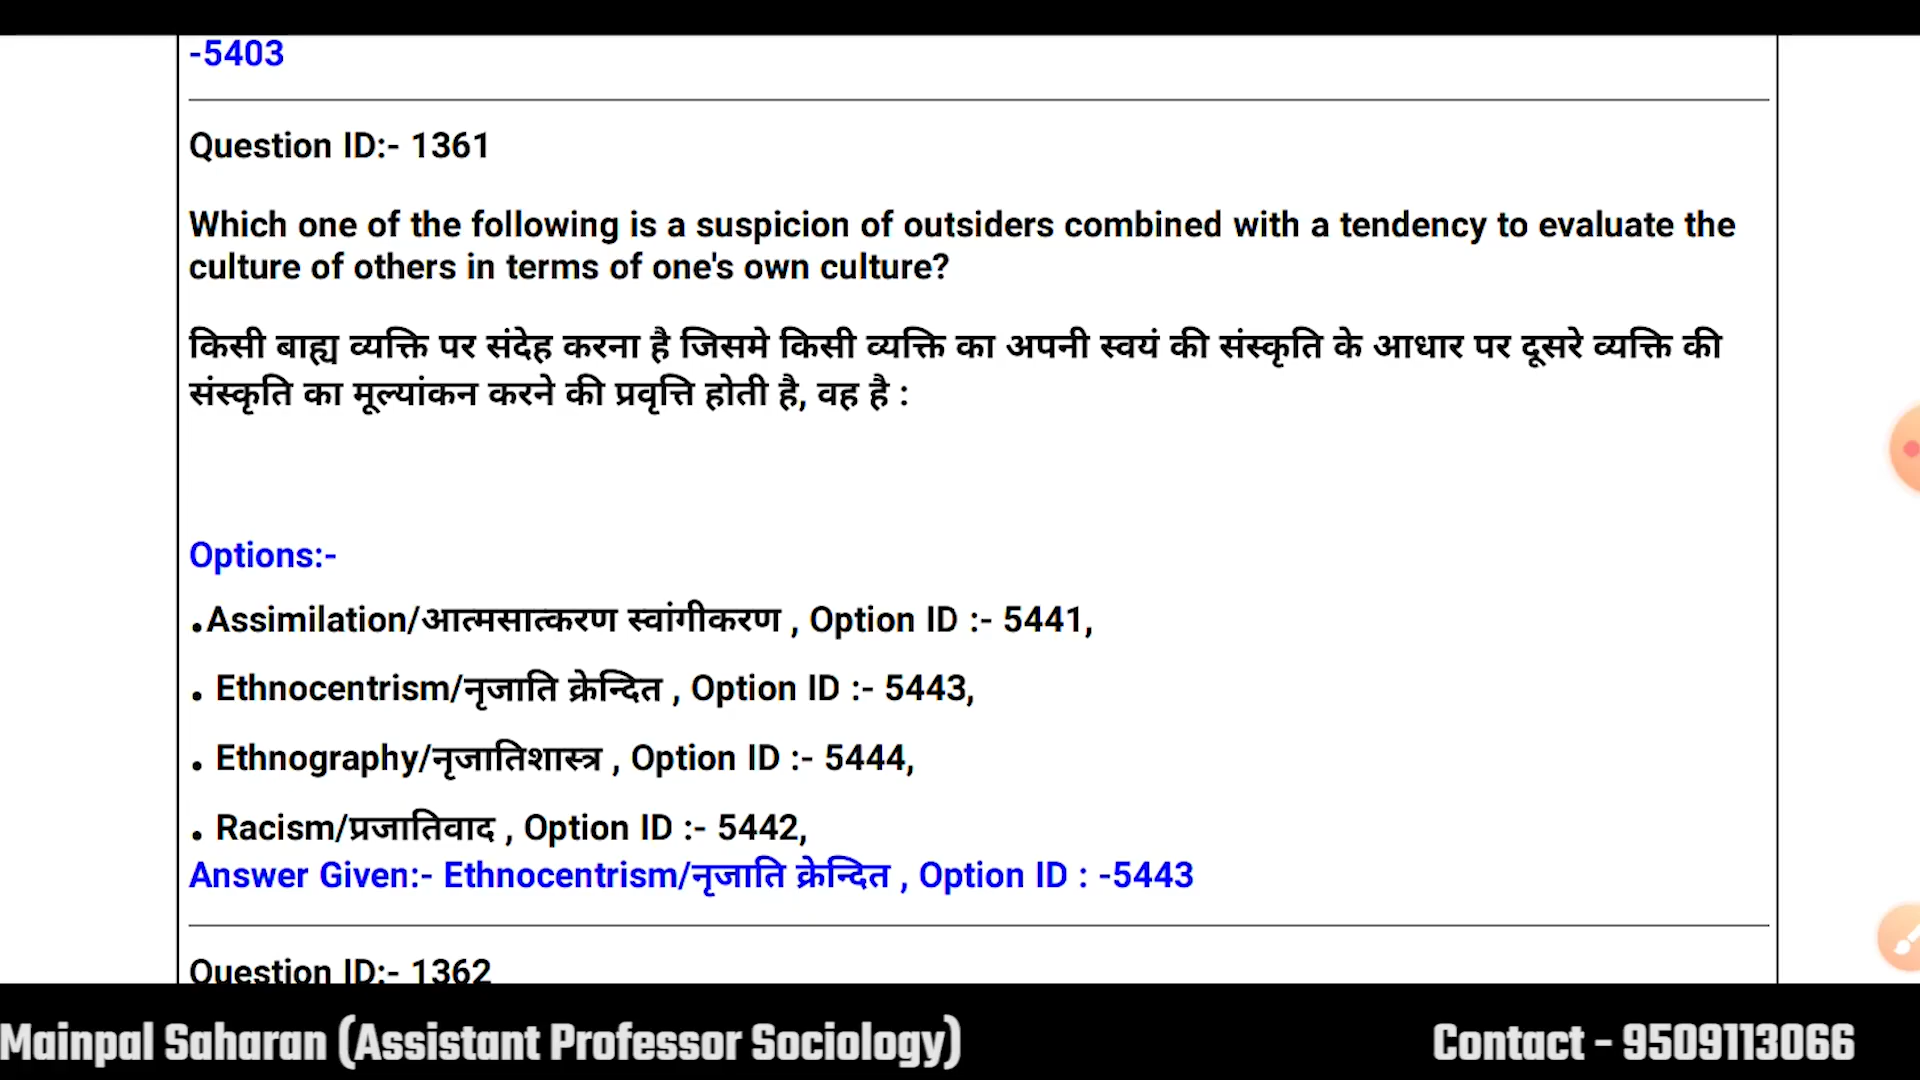 -5403
Question ID:- 1361
Which one of the following is a suspicion of outsiders combined with a tendency to evaluate the
culture of others in terms of one's own culture?
किसी बाह्य व्यक्ति पर संदेह करना है जिसमे किसी व्यक्ति का अपनी स्वयं की संस्कृति के आधार पर दूसरे व्यक्ति की
संस्कृति का मूल्यांकन करने की प्रवृत्ति होती है, वह है :
Options:-
.Assimilation/आत्मसात्करण स्वांगीकरण , Option ID :- 5441,
. Ethnocentrism/नृजाति क्रेन्दित , Option ID :- 5443,
. Ethnography/नृजातिशास्त्र , Option ID :- 5444,
. Racism/प्रजातिवाद , Option ID :- 5442,
Answer Given:- Ethnocentrism/नृजाति क्रेन्दित , Option ID : -5443
Question ID:- 1362
Mainpal Saharan (Assistant Professor Sociology)
Contact - 9509113066